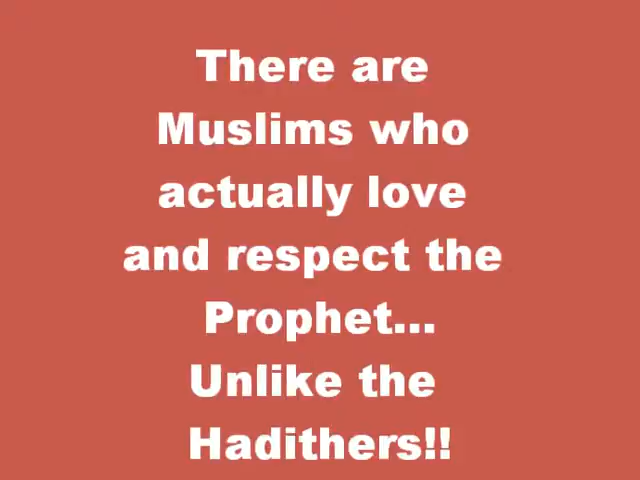 There are
Muslims who
actually love
and respect the
Prophet...
Unlike the
Hadithers!!